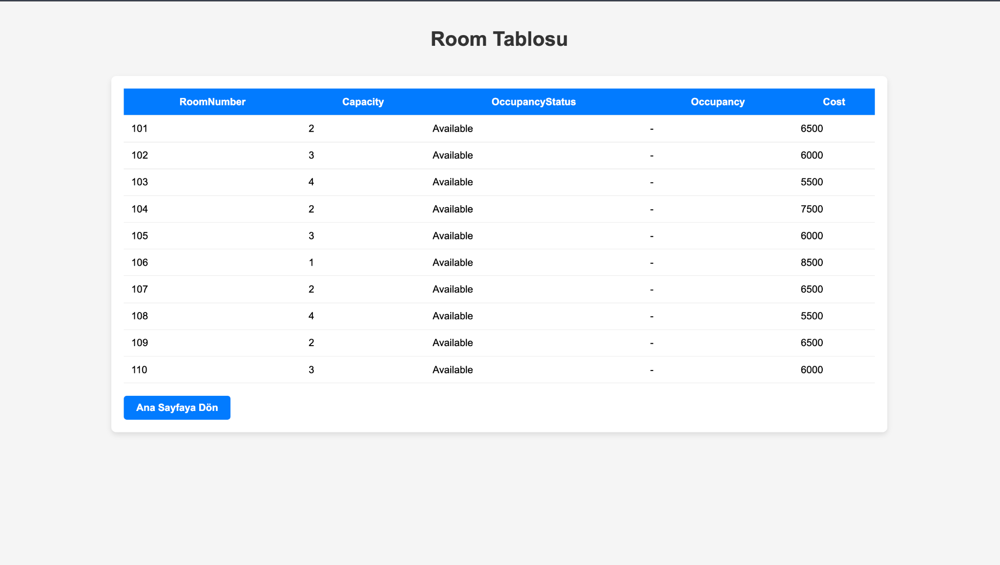 Room Tablosu
RoomNumber Capacity OccupancyStatus Occupancy Cost
101 2 Available - 6500
102 3 Available - 6000
103 4 Available - 5500
104 2 Available - 7500
105 3 Available - 6000
106 1 Available - 8500
107 2 Available - 6500
108 4 Available - 5500
109 2 Available - 6500
110 3 Available - 6000
Ana Sayfaya Dön